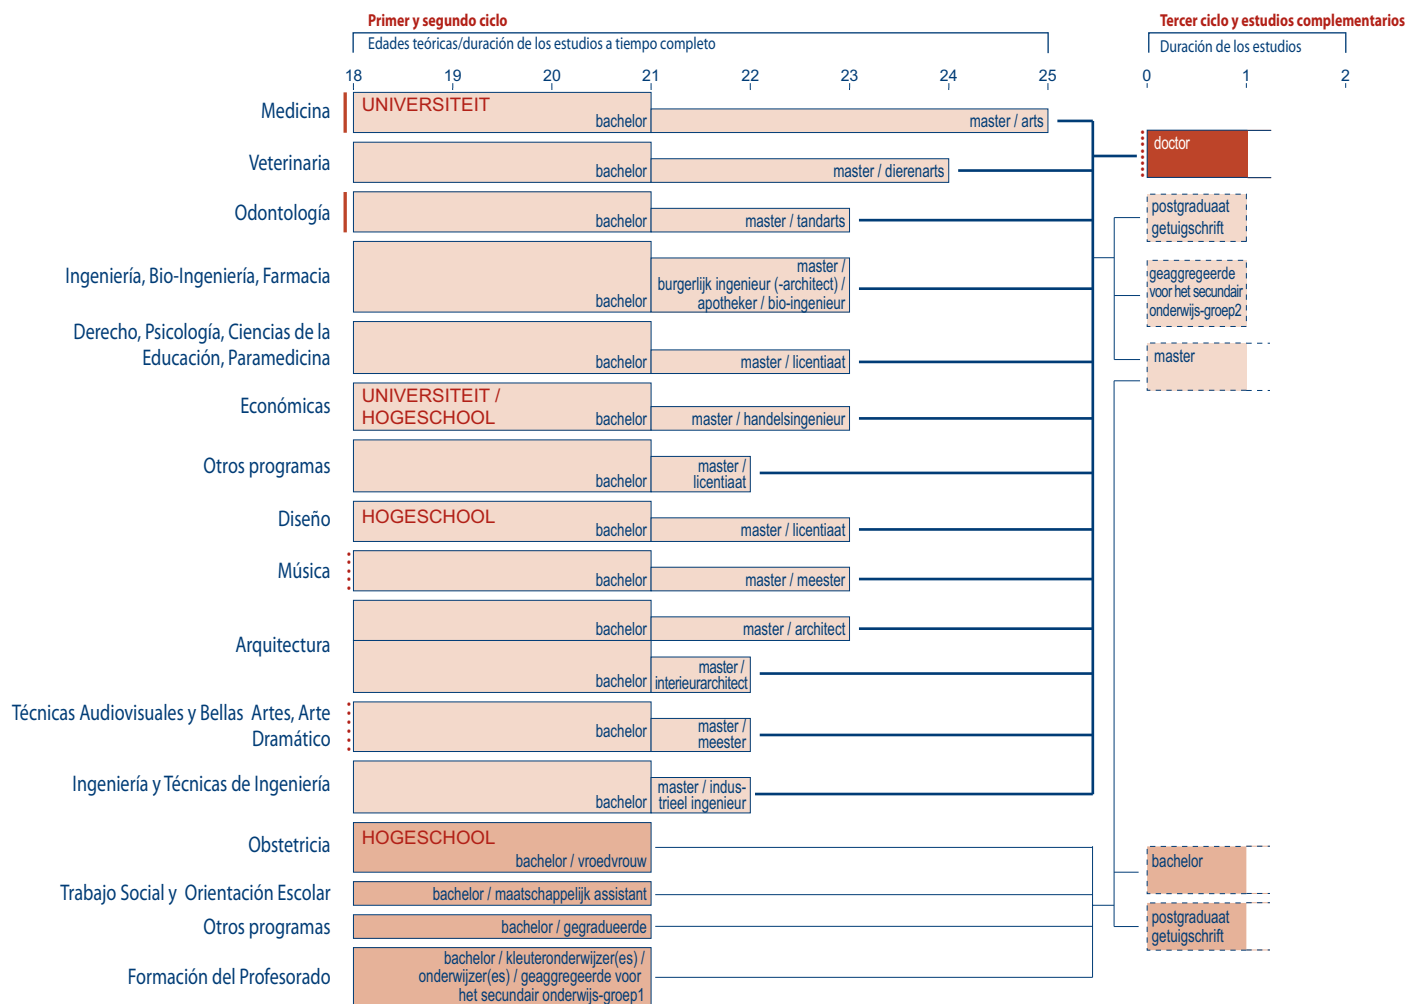 Primer y segundo ciclo
Edades teóricas/duración de los estudios a tiempo completo
Tercer ciclo y estudios complementarios
Duración de los estudios
18 19 20 21 22 23 24 25
0 1 2
Medicina
UNIVERSITEIT
bachelor
master / arts
Veterinaria
bachelor
master / dierenarts
Odontología
bachelor
master / tandarts
Ingeniería, Bio-Ingeniería, Farmacia
bachelor
master /
burgerlijk ingenieur (-architect) /
apotheker / bio-ingenieur
Derecho, Psicología, Ciencias de la
Educación, Paramedicina
bachelor
master / licentiaat
Económicas
UNIVERSITEIT /
HOGESCHOOL
bachelor
master / handelsingenieur
Otros programas
bachelor
master /
licentiaat
Diseño
HOGESCHOOL
bachelor
master / licentiaat
Música
bachelor
master / meester
Arquitectura
bachelor
master / architect
bachelor
master /
interieurarchitect
Técnicas Audiovisuales y Bellas Artes, Arte
Dramático
bachelor
master /
meester
Ingeniería y Técnicas de Ingeniería
bachelor
master / indus-
trieel ingenieur
Obstetricia
HOGESCHOOL
bachelor / vroedvrouw
Trabajo Social y Orientación Escolar
bachelor / maatschappelijk assistant
Otros programas
bachelor / gegradueerde
Formación del Profesorado
bachelor / kleuteronderwijzer(es) /
onderwijzer(es) / geaggregeerde voor
het secundair onderwijs-groep1
doctor
postgraduaat
getuigschrift
geaggregeerde
voor het secundair
onderwijs-groep2
master
bachelor
postgraduaat
getuigschrift